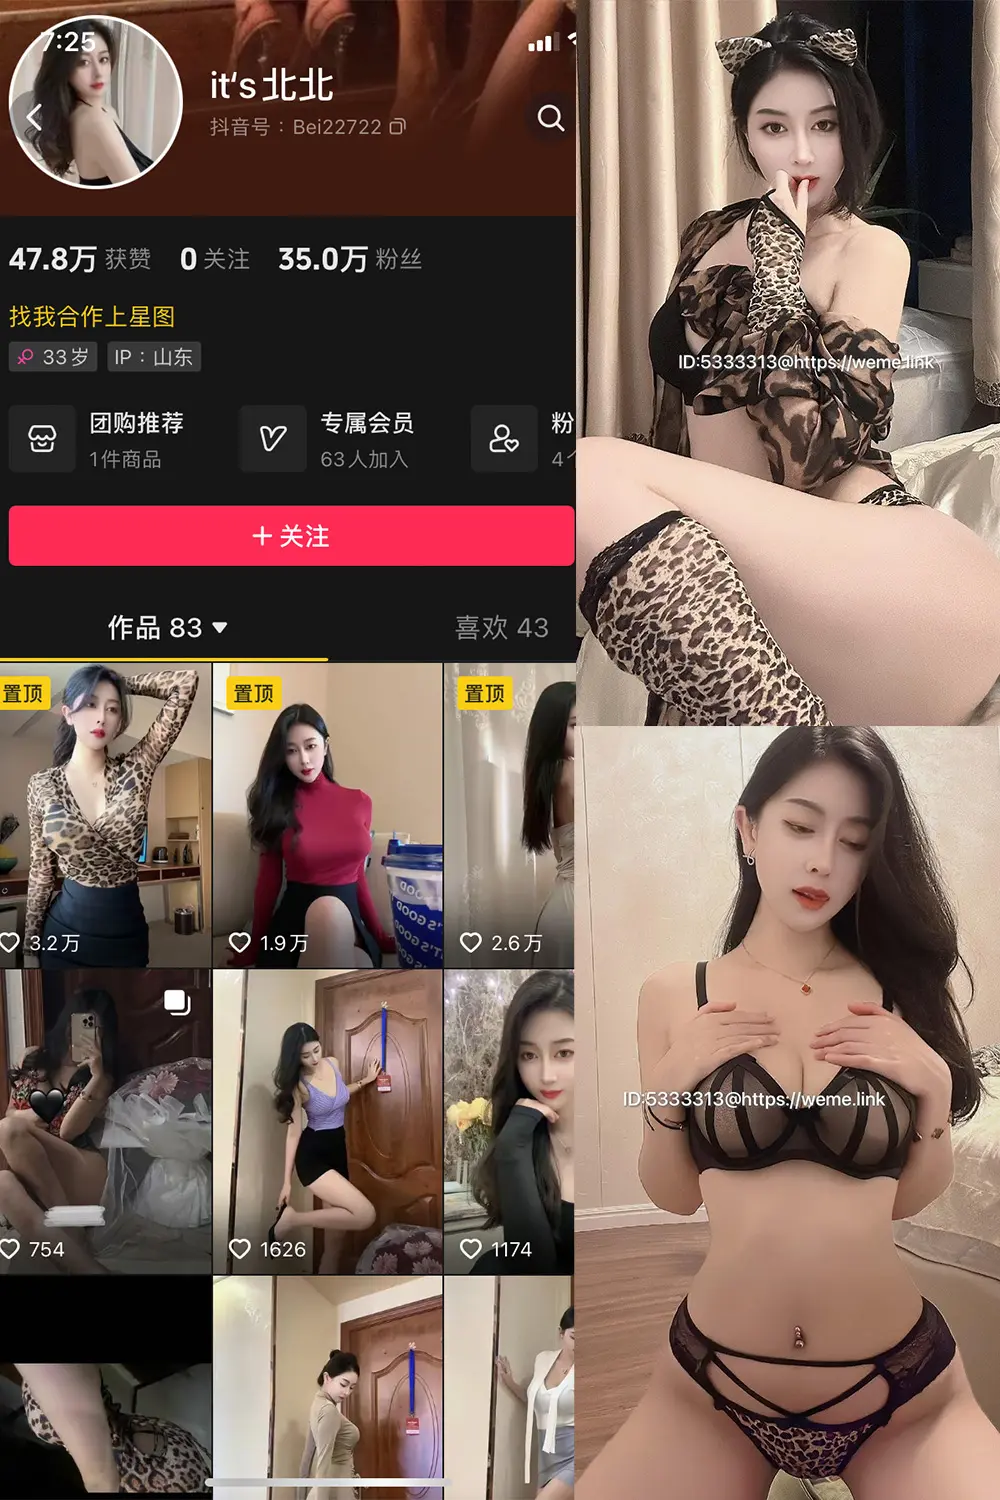 7:25
it's北北
抖音号：Bei22722
47.8万 获赞 0 关注 35.0万 粉丝
找我合作上星图
33岁 IP：山东
团购推荐
1件商品
专属会员
63人加入
粉
4个
+ 关注
作品 83
喜欢 43
置顶
置顶
置顶
3.2万
1.9万
2.6万
754
1626
1174
IT'S GOOD
ID:5333313@https://weme.link
ID:5333313@https://weme.link